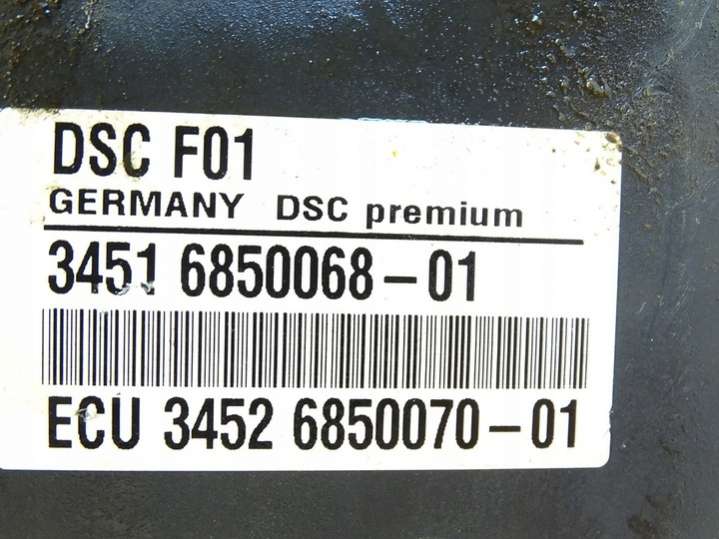 DSC F01
GERMANY DSC premium
3451 6850068-01
ECU 3452 6850070-01